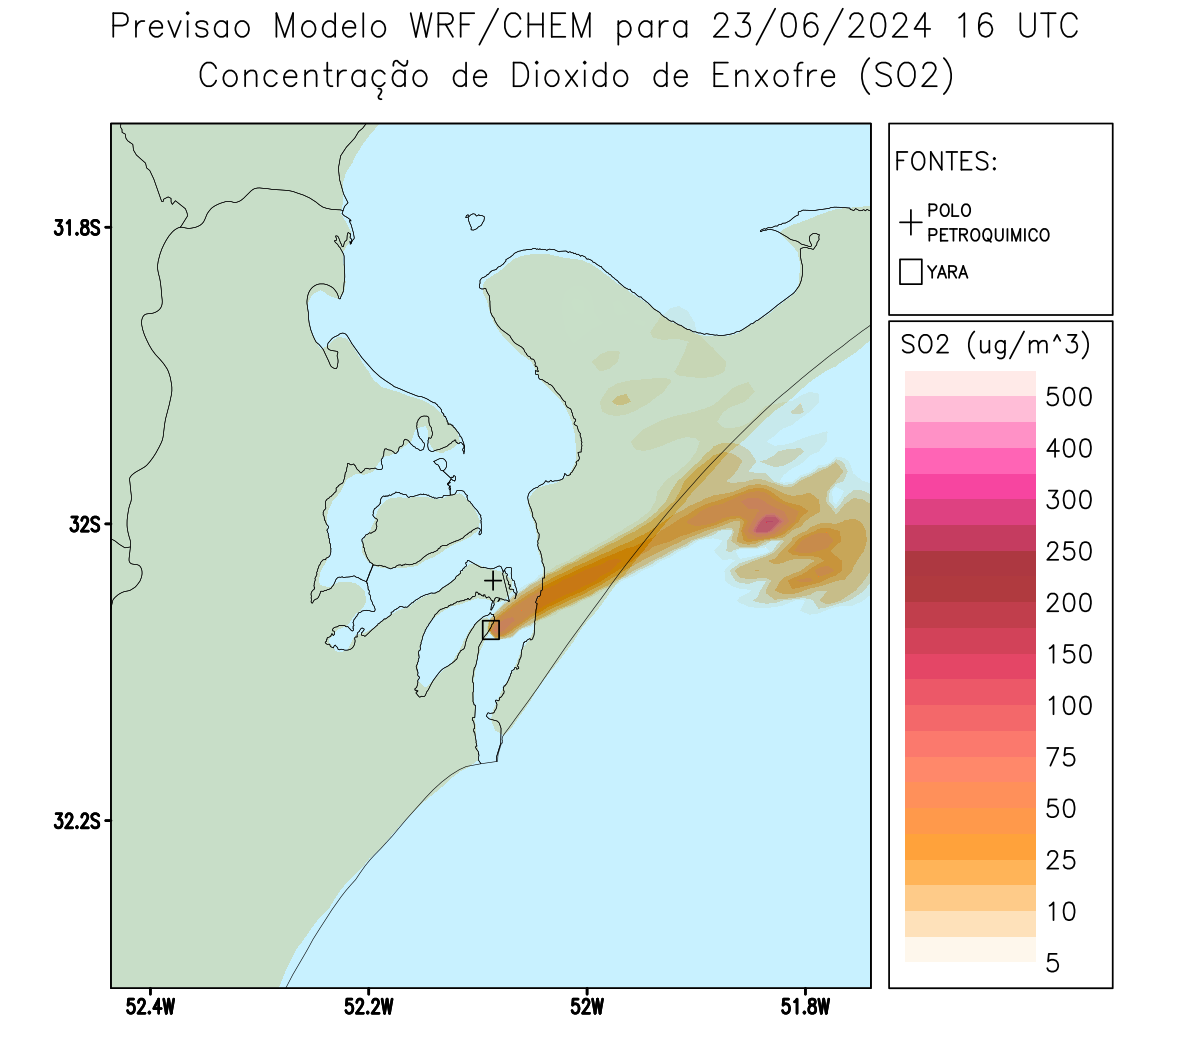 Previsao Modelo WRF/CHEM para 23/06/2024 16 UTC
Concentração de Dioxido de Enxofre (SO2)
FONTES:
POLO
PETROQUIMICO
YARA
31.8S
32S
32.2S
52.4W
52.2W
52W
51.8W
SO2 (ug/m^3)
500
400
300
250
200
150
100
75
50
25
10
5